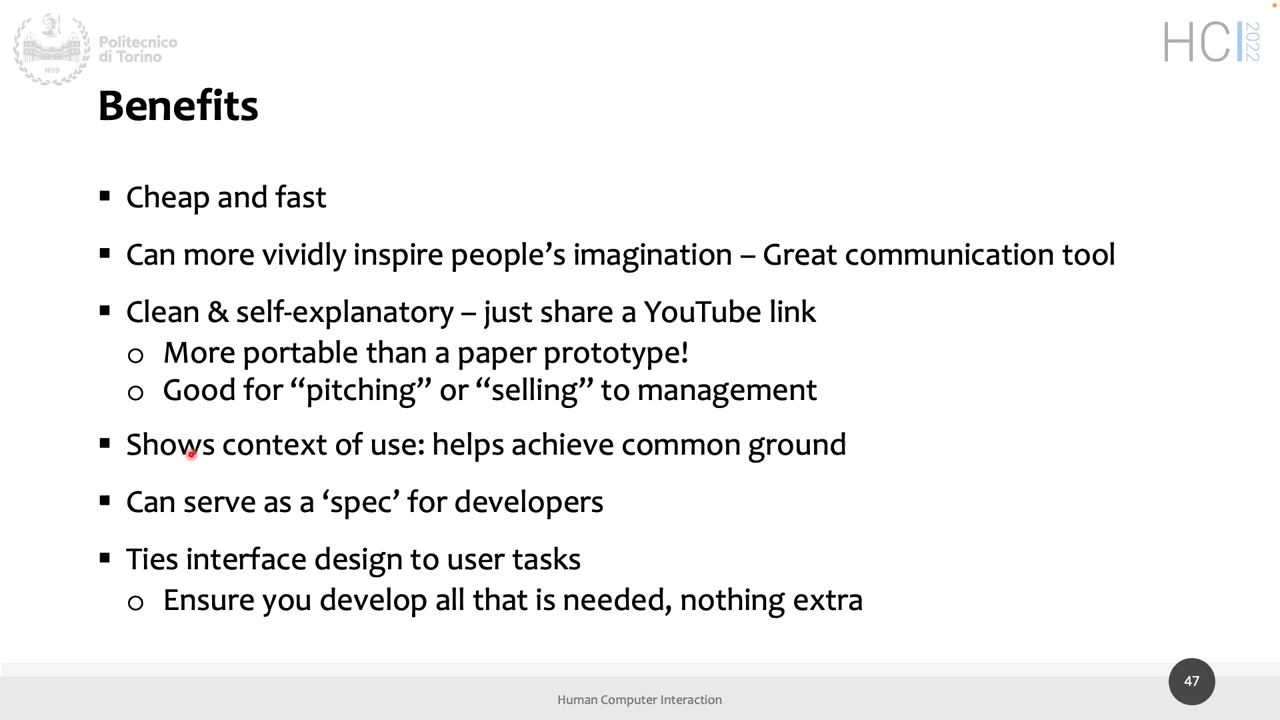 Politecnico
di Torino
1859
HCI 2022
Benefits
▪ Cheap and fast
▪ Can more vividly inspire people’s imagination – Great communication tool
▪ Clean & self-explanatory – just share a YouTube link
o More portable than a paper prototype!
o Good for “pitching” or “selling” to management
▪ Shows context of use: helps achieve common ground
▪ Can serve as a ‘spec’ for developers
▪ Ties interface design to user tasks
o Ensure you develop all that is needed, nothing extra
Human Computer Interaction
47